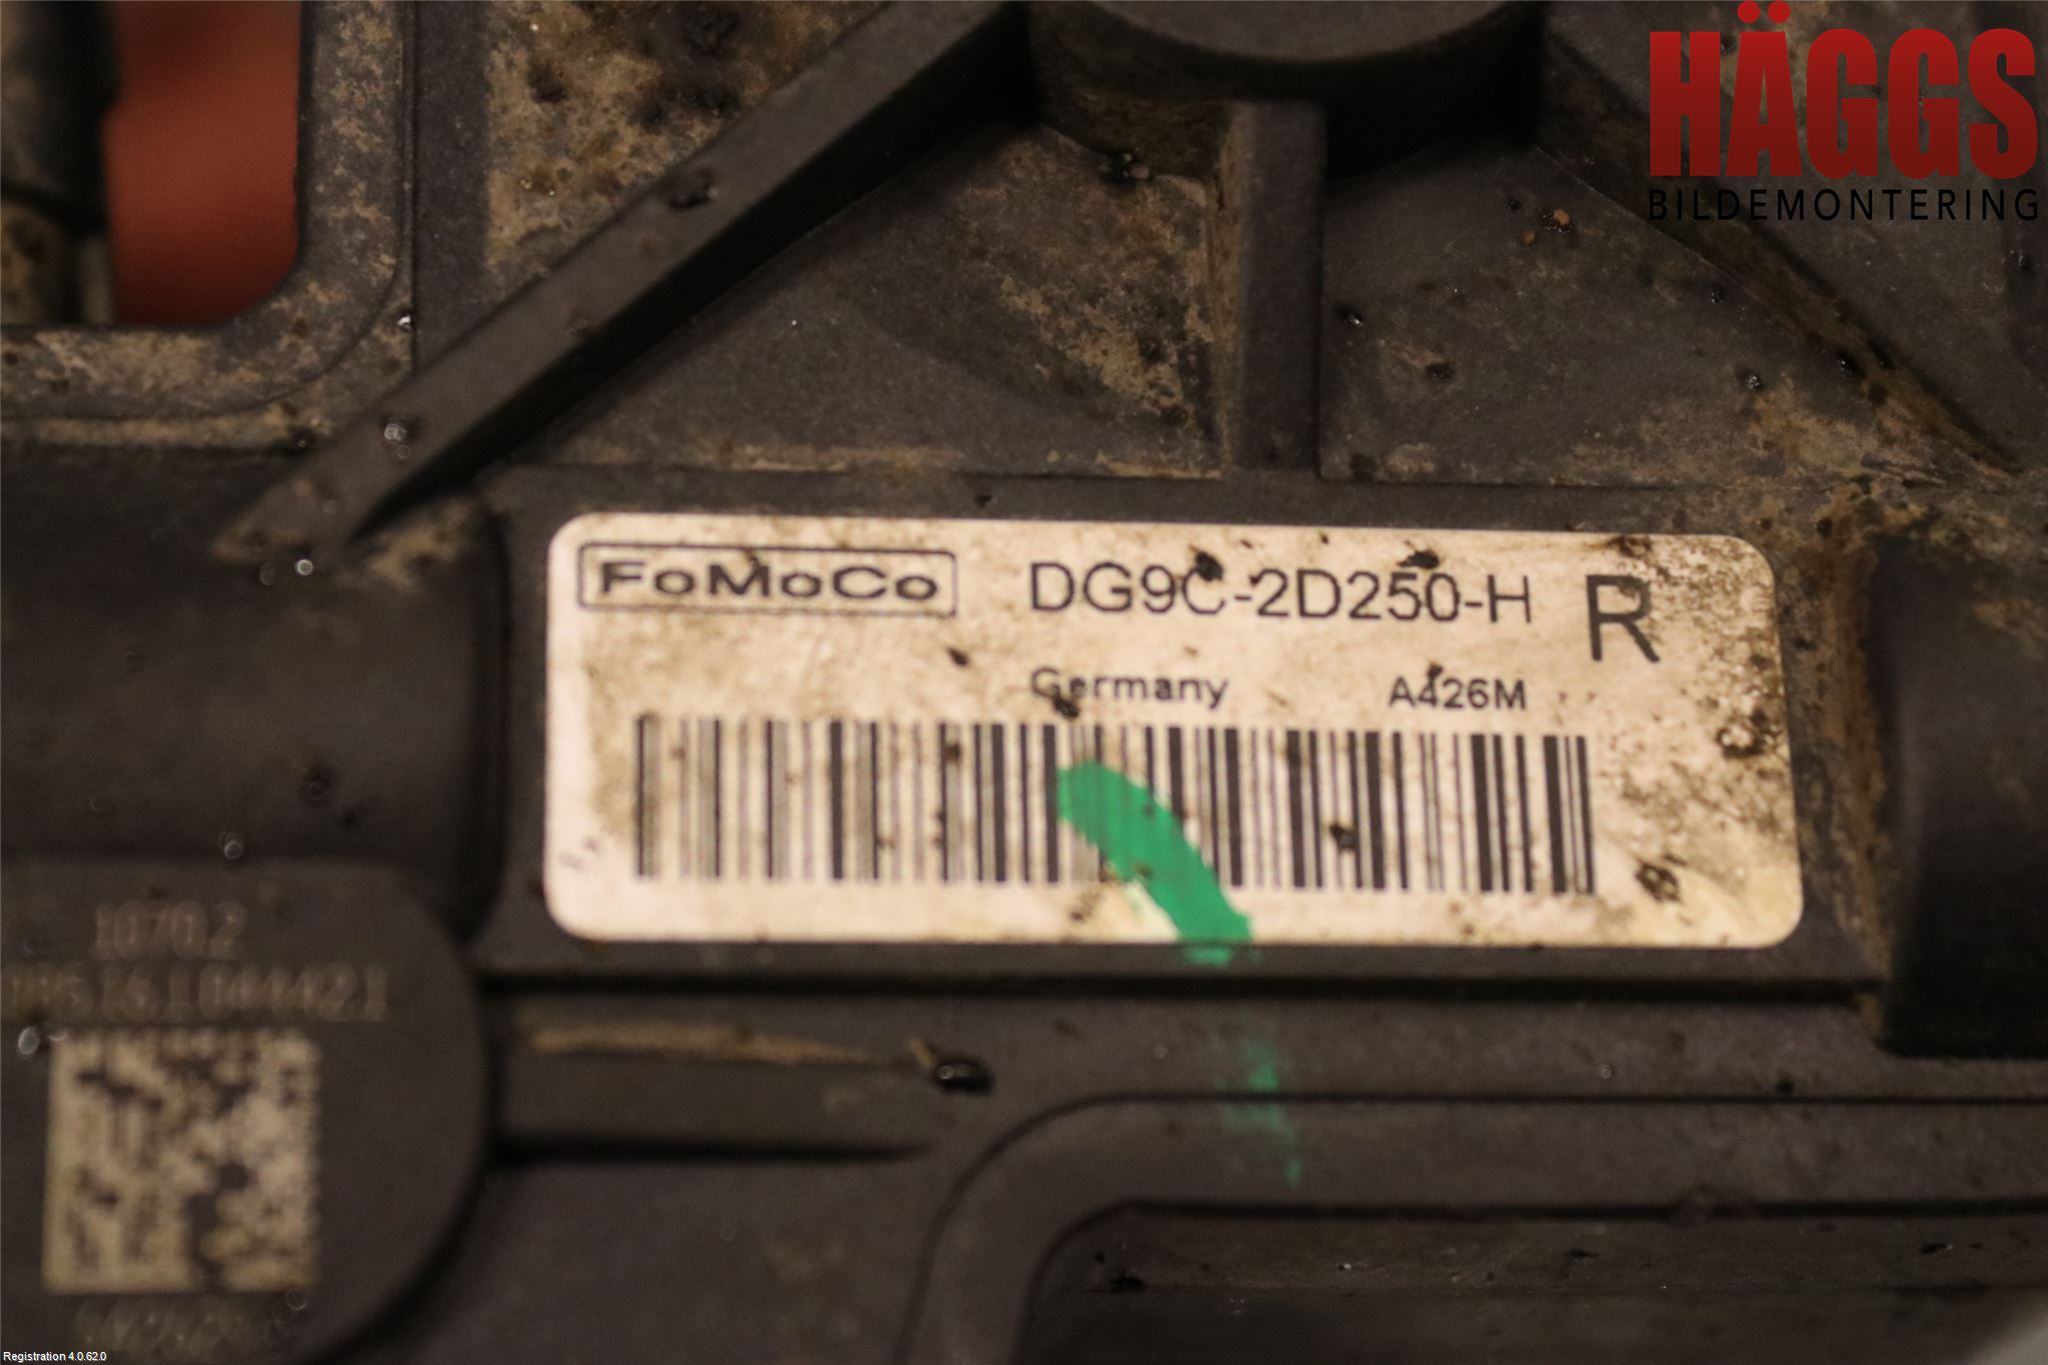 HÄGGS
BILDEMONTERING
FoMoCo DG9C-2D250-H R
Germany A426M
1070.2
Registration 4.0.62.0